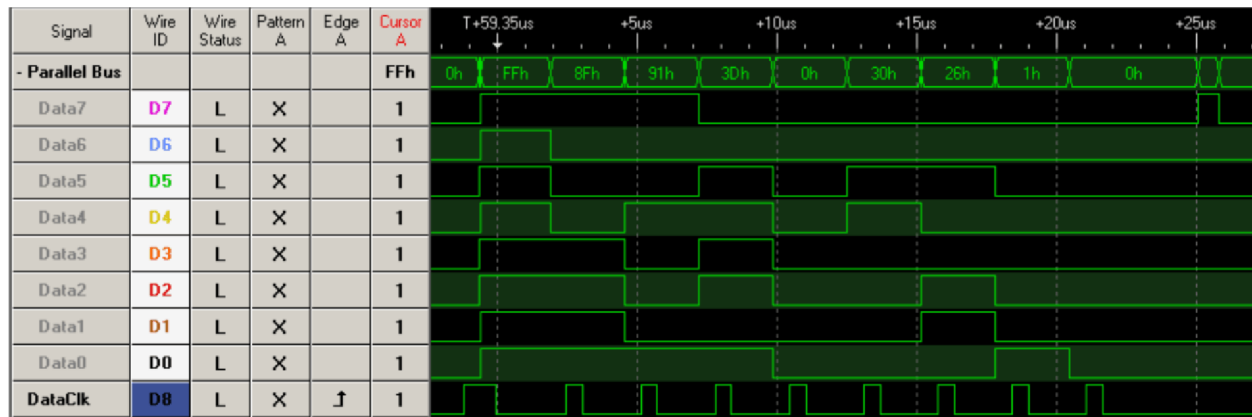 Signal Wire ID Wire Status Pattern A Edge A Cursor A T+59.35us +5us +10us +15us +20us +25us
- Parallel Bus FFh 0h FFh 8Fh 91h 3Dh 0h 30h 26h 1h 0h
Data7 D7 L X 1
Data6 D6 L X 1
Data5 D5 L X 1
Data4 D4 L X 1
Data3 D3 L X 1
Data2 D2 L X 1
Data1 D1 L X 1
Data0 D0 L X 1
DataClk D8 L X 1